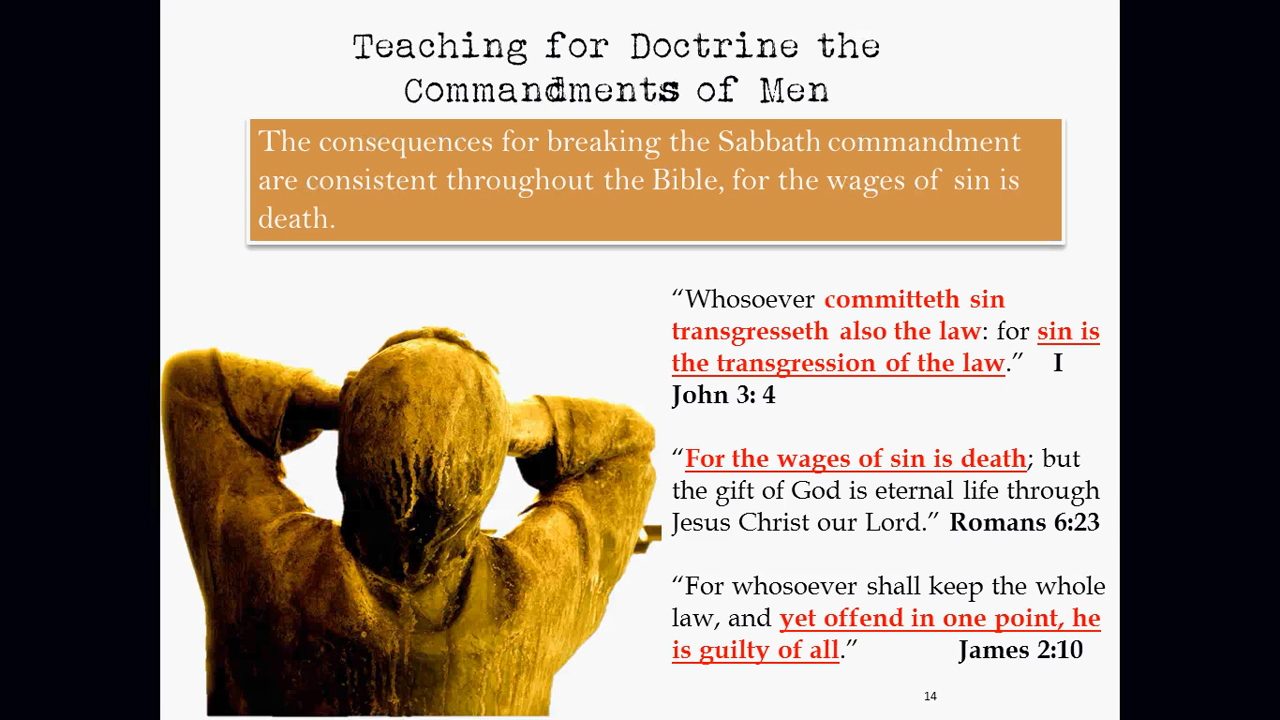 Teaching for Doctrine the
Commandments of Men
The consequences for breaking the Sabbath commandment
are consistent throughout the Bible, for the wages of sin is
death.
“Whosoever committeth sin
transgresseth also the law: for sin is
the transgression of the law.” I
John 3: 4
“For the wages of sin is death; but
the gift of God is eternal life through
Jesus Christ our Lord.” Romans 6:23
“For whosoever shall keep the whole
law, and yet offend in one point, he
is guilty of all.” James 2:10
14